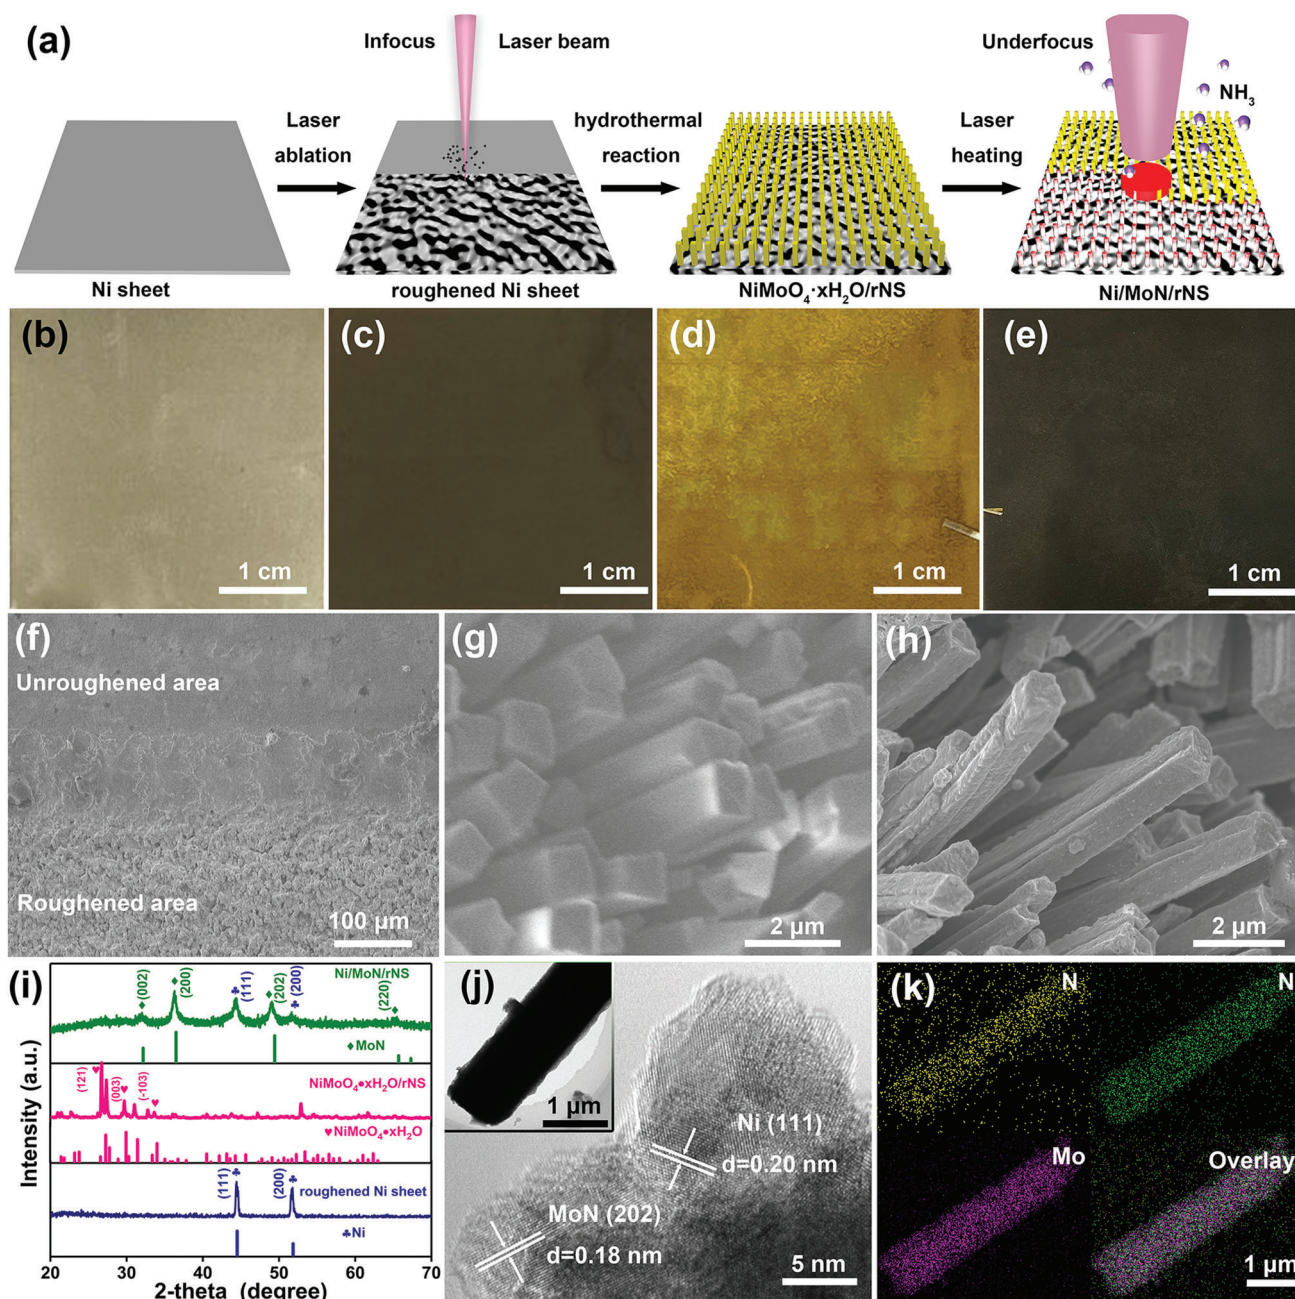 (a)
Infocus
Laser beam
Underfocus
NH3
Laser
ablation
hydrothermal
reaction
Laser
heating
Ni sheet
roughened Ni sheet
NiMoO4·xH2O/rNS
Ni/MoN/rNS
(b)
1 cm
(c)
1 cm
(d)
1 cm
(e)
1 cm
(f)
Unroughened area
Roughened area
100 µm
(g)
2 µm
(h)
2 µm
(i)
Intensity (a.u.)
Ni/MoN/rNS
♦(002)
♦(200)
♣(111)
♦(202)
♣(200)
(220)♦
♦MoN
(121)♥
(003)♥
(-103)♥
NiMoO4•xH2O/rNS
♥NiMoO4•xH2O
(111)♣
(200)♣
roughened Ni sheet
♣Ni
20 30 40 50 60 70
2-theta (degree)
(j)
1 µm
Ni (111)
d=0.20 nm
MoN (202)
d=0.18 nm
5 nm
(k)
N
N
Mo
Overlay
1 µm